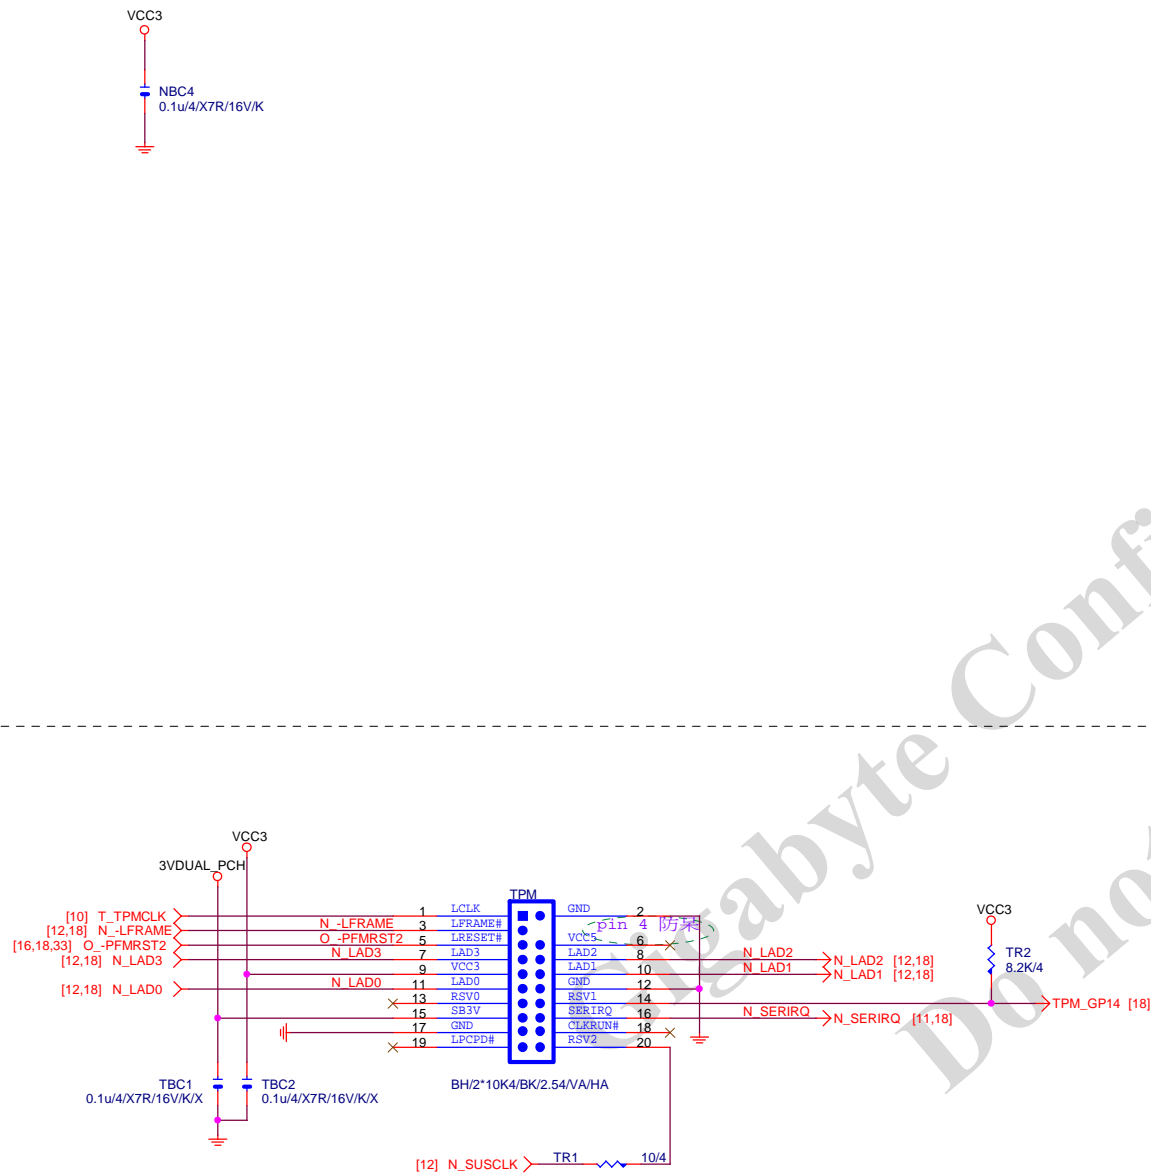 VCC3
NBC4
0.1u/4/X7R/16V/K
VCC3
3VDUAL_PCH
TPM
[10] T_TPMCLK 1 LCLK GND 2
[12,18] N_-LFRAME N_-LFRAME 3 LFRAME# pin 4 防呆
[16,18,33] O_-PFMRST2 O_-PFMRST2 5 LRESET# VCC5 6
[12,18] N_LAD3 N_LAD3 7 LAD3 LAD2 8 N_LAD2 N_LAD2 [12,18]
9 VCC3 LAD1 10 N_LAD1 N_LAD1 [12,18]
[12,18] N_LAD0 N_LAD0 11 LAD0 GND 12
13 RSV0 RSV1 14 TPM_GP14 [18]
15 SB3V SERIRQ 16 N_SERIRQ N_SERIRQ [11,18]
17 GND CLKRUN# 18
19 LPCPD# RSV2 20
VCC3
TR2
8.2K/4
BH/2*10K4/BK/2.54/VA/HA
TBC1
0.1u/4/X7R/16V/K/X
TBC2
0.1u/4/X7R/16V/K/X
[12] N_SUSCLK TR1 10/4
Gigabyte Confi
Do not